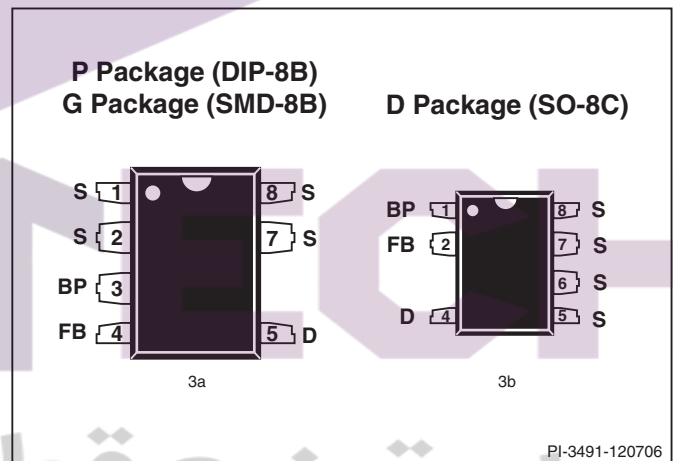 P Package (DIP-8B)
G Package (SMD-8B)
S 1 8 S
S 2 7 S
BP 3
FB 4 5 D
3a
D Package (SO-8C)
BP 1 8 S
FB 2 7 S
6 S
D 4 5 S
3b
PI-3491-120706